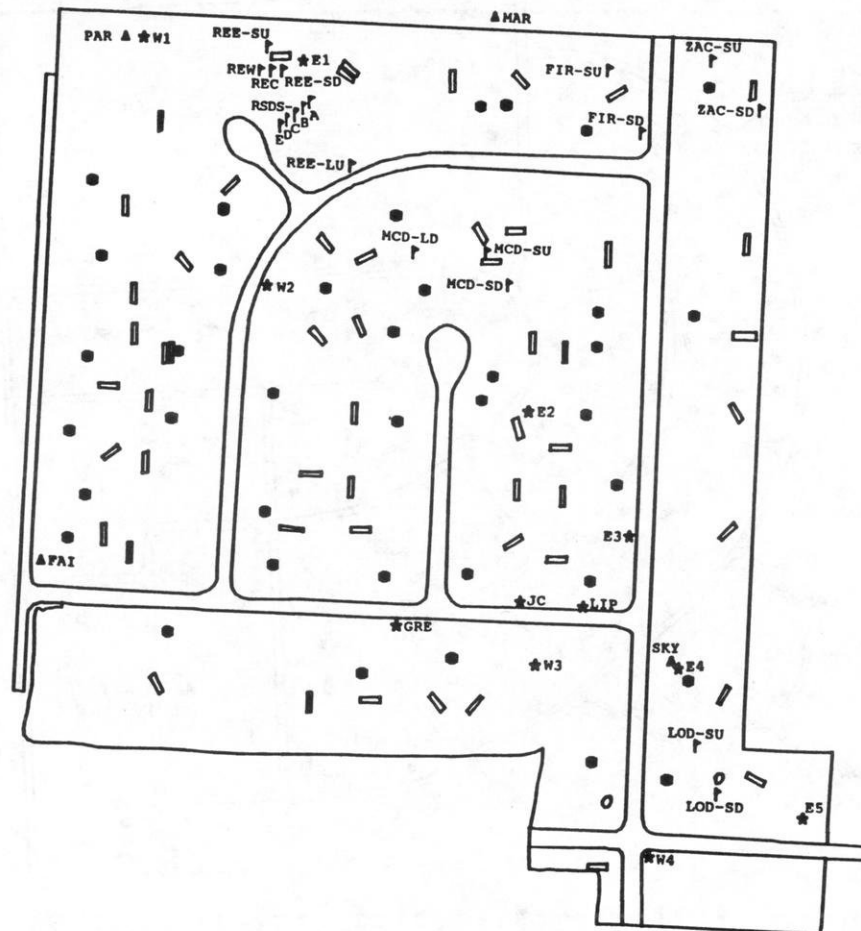 MAR
PAR W1
REE-SU
ZAC-SU
E1
REW
REC
REE-SD
FIR-SU
RSDS-
A
B
C
D
E
ZAC-SD
FIR-SD
REE-LU
MCD-LD
MCD-SU
W2
MCD-SD
E2
E3
FAI
JC
LIP
GRE
SKY
W3
E4
LOD-SU
LOD-SD
E5
W4